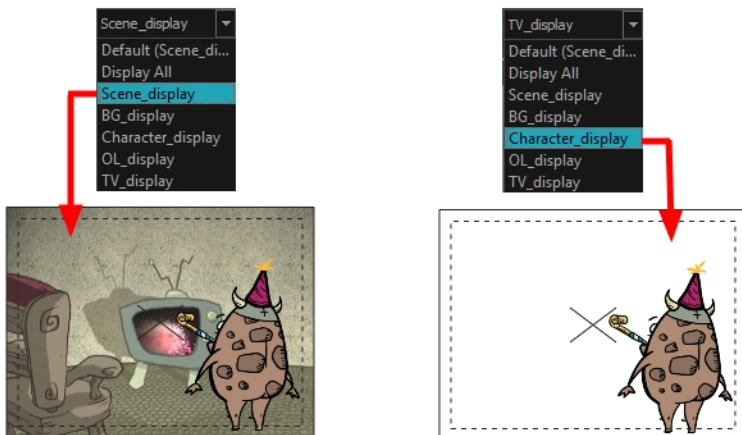 Scene_display
Default (Scene_di...
Display All
Scene_display
BG_display
Character_display
OL_display
TV_display
TV_display
Default (Scene_di...
Display All
Scene_display
BG_display
Character_display
OL_display
TV_display